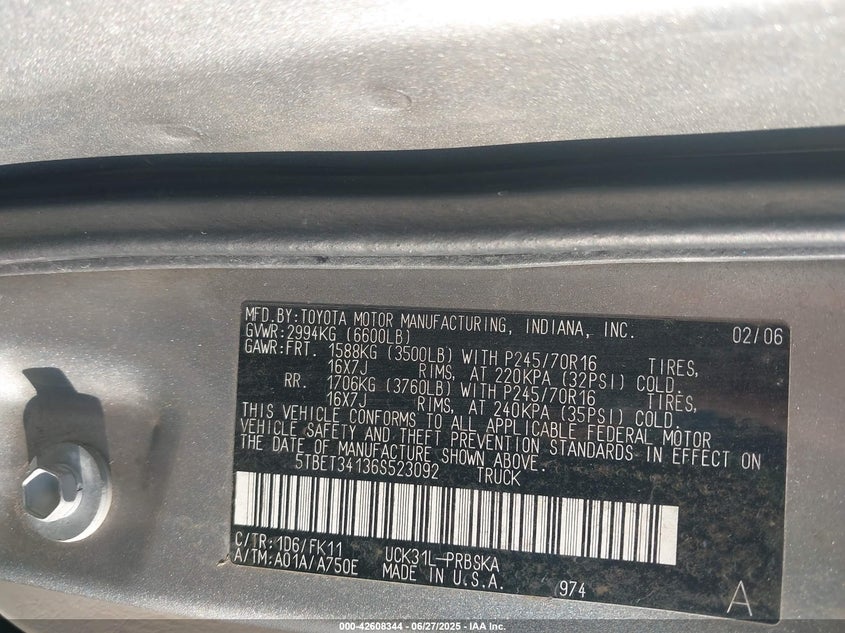 MFD.BY:TOYOTA MOTOR MANUFACTURING, INDIANA, INC. 02/06
GVWR:2994KG (6600LB)
GAWR:FRT. 1588KG (3500LB) WITH P245/70R16 TIRES,
16X7J RIMS, AT 220KPA (32PSI) COLD.
RR. 1706KG (3760LB) WITH P245/70R16 TIRES,
16X7J RIMS, AT 240KPA (35PSI) COLD.
THIS VEHICLE CONFORMS TO ALL APPLICABLE FEDERAL MOTOR
VEHICLE SAFETY AND THEFT PREVENTION STANDARDS IN EFFECT ON
THE DATE OF MANUFACTURE SHOWN ABOVE.
5TBET34136S523092 TRUCK
C/TR:1D6/FK11 UCK31L-PRBSKA
A/TM:A01A/A750E MADE IN U.S.A. 974 A
000-42608344 | 06/27/2025 - IAA Inc.